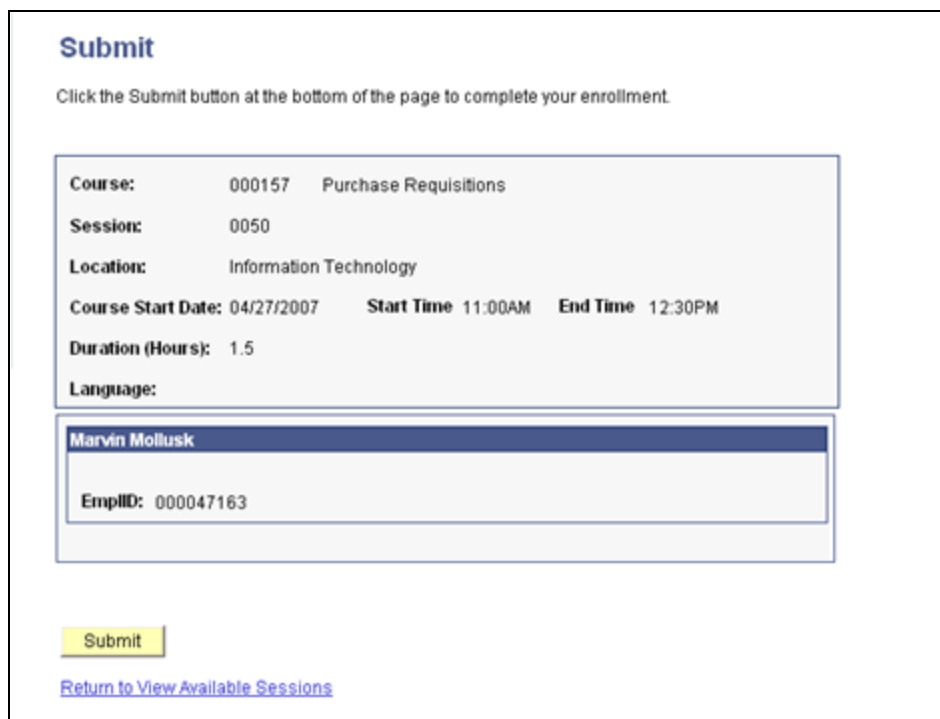 Submit
Click the Submit button at the bottom of the page to complete your enrollment.
Course: 000157 Purchase Requisitions
Session: 0050
Location: Information Technology
Course Start Date: 04/27/2007 Start Time 11:00AM End Time 12:30PM
Duration (Hours): 1.5
Language:
Marvin Mollusk
EmplID: 000047163
Submit
Return to View Available Sessions